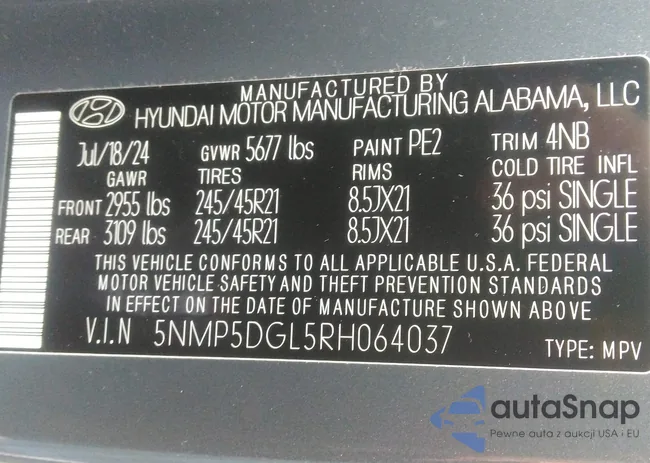 MANUFACTURED BY
HYUNDAI MOTOR MANUFACTURING ALABAMA, LLC
Jul/18/24 GVWR 5677 lbs PAINT PE2 TRIM 4NB
GAWR TIRES RIMS COLD TIRE INFL
FRONT 2955 lbs 245/45R21 8.5JX21 36 psi SINGLE
REAR 3109 lbs 245/45R21 8.5JX21 36 psi SINGLE
THIS VEHICLE CONFORMS TO ALL APPLICABLE U.S.A. FEDERAL
MOTOR VEHICLE SAFETY AND THEFT PREVENTION STANDARDS
IN EFFECT ON THE DATE OF MANUFACTURE SHOWN ABOVE
V.I.N 5NMP5DGL5RH064037 TYPE: MPV
autaSnap
Pewne auta z aukcji USA i EU